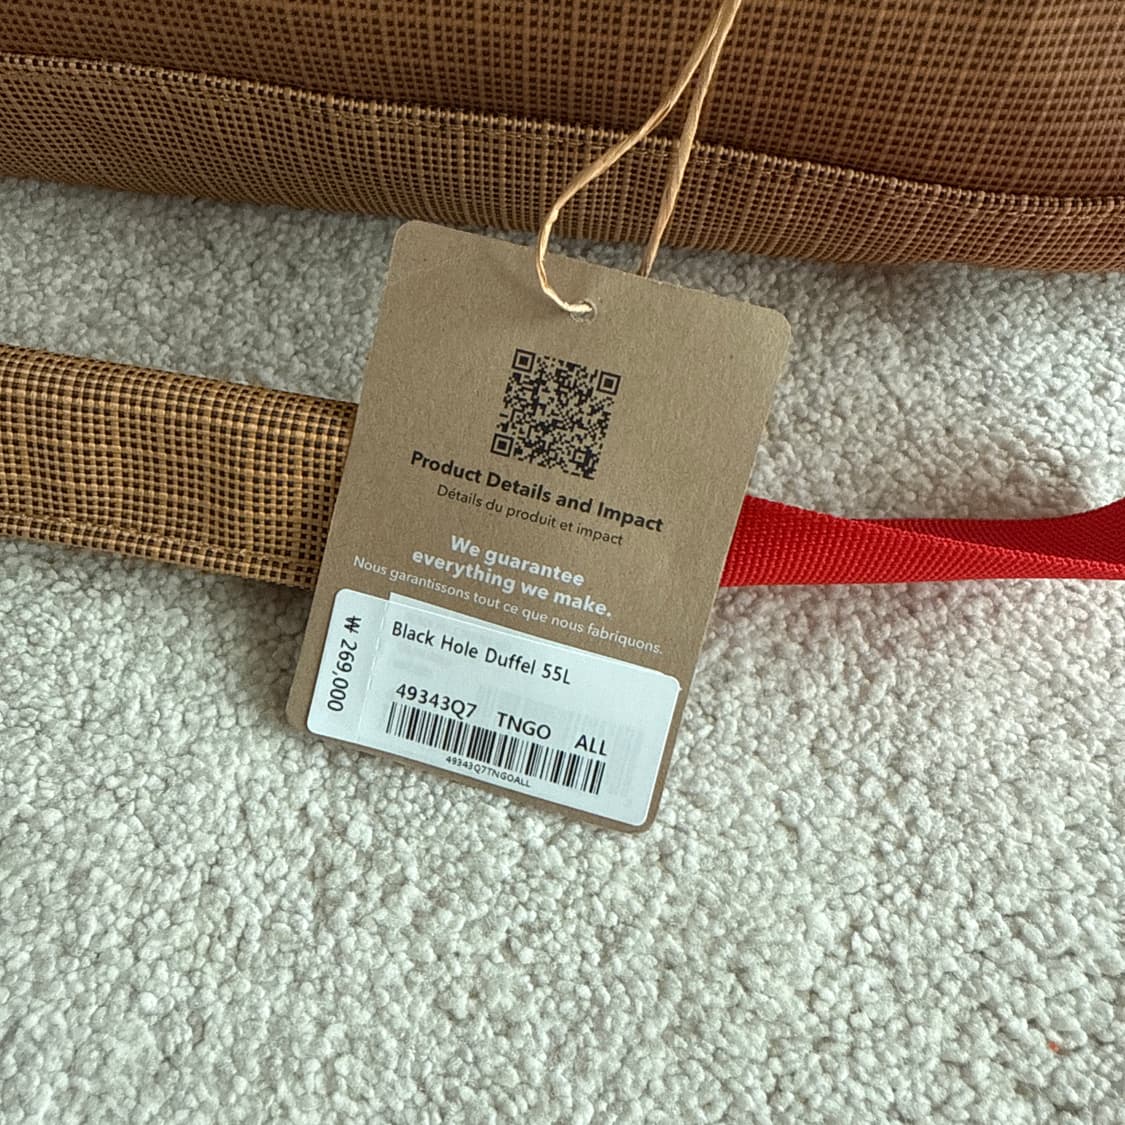 Product Details and Impact
Détails du produit et impact
We guarantee
everything we make.
Nous garantissons tout ce que nous fabriquons.
₩ 269,000
Black Hole Duffel 55L
49343Q7 TNGO ALL
49343Q7TNGOALL